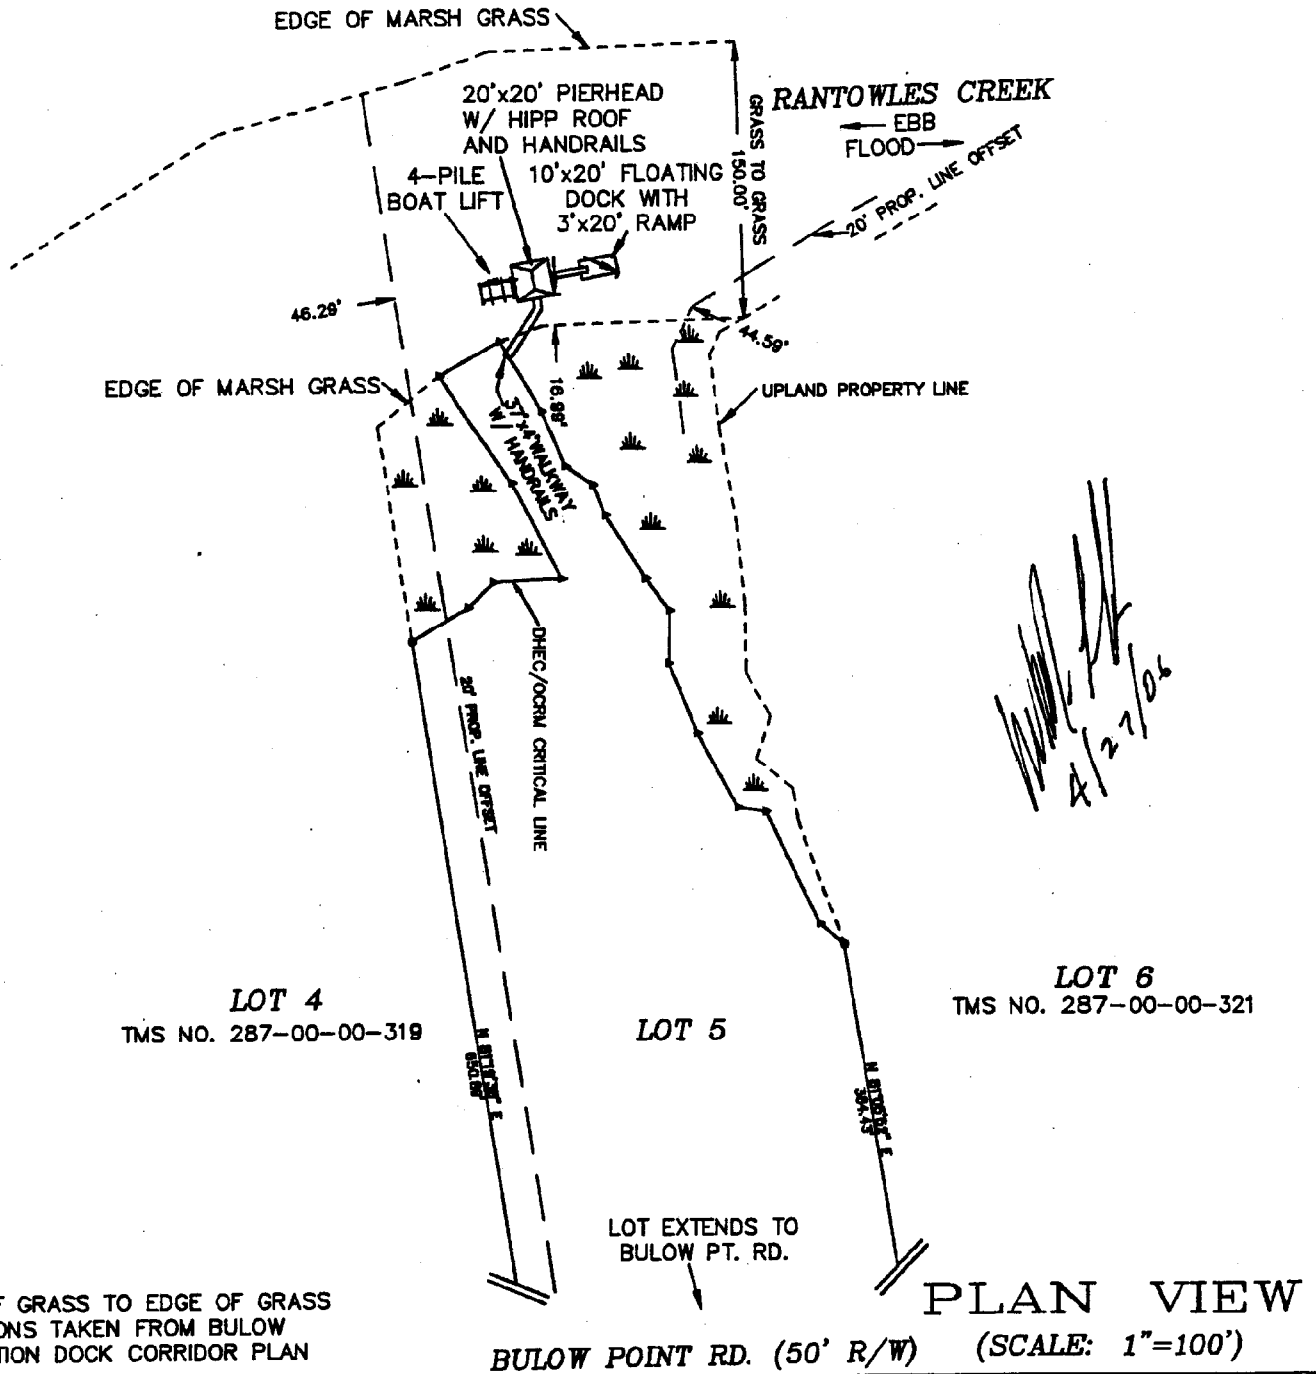 EDGE OF MARSH GRASS
20'x20' PIERHEAD
W/ HIPP ROOF
AND HANDRAILS
4-PILE
BOAT LIFT
10'x20' FLOATING
DOCK WITH
3'x20' RAMP
GRASS TO GRASS
150.00'
RANTOWLES CREEK
EBB
FLOOD
20' PROP. LINE OFFSET
46.29'
44.59'
EDGE OF MARSH GRASS
16.99'
57'x4' WALKWAY
W/ HANDRAILS
UPLAND PROPERTY LINE
DHEC/OCRM CRITICAL LINE
20' PROP. LINE OFFSET
4/27/06
LOT 4
TMS NO. 287-00-00-319
LOT 5
LOT 6
TMS NO. 287-00-00-321
384.43
LOT EXTENDS TO
BULOW PT. RD.
F GRASS TO EDGE OF GRASS
ONS TAKEN FROM BULOW
TION DOCK CORRIDOR PLAN
BULOW POINT RD. (50' R/W)
PLAN VIEW
(SCALE: 1"=100')